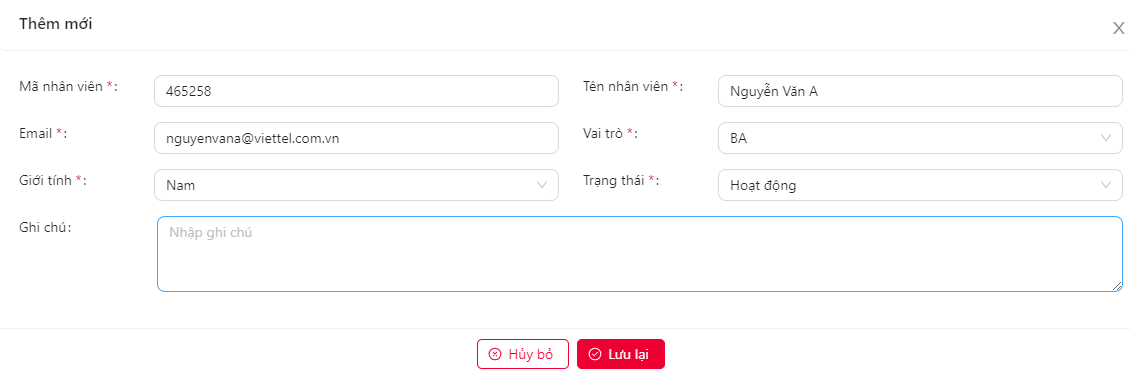 Thêm mới
Mã nhân viên *: 465258 Tên nhân viên *: Nguyễn Văn A
Email *: nguyenvana@viettel.com.vn Vai trò *: BA
Giới tính *: Nam Trạng thái *: Hoạt động
Ghi chú: Nhập ghi chú
Hủy bỏ Lưu lại